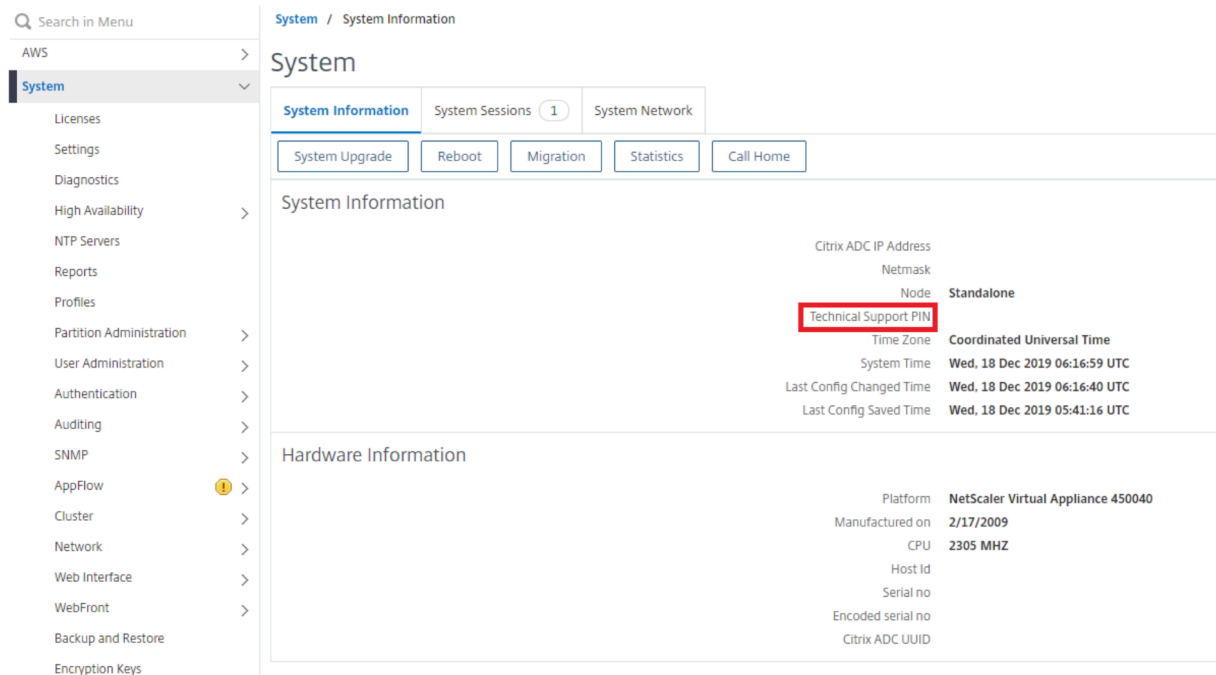 Search in Menu
AWS
System
Licenses
Settings
Diagnostics
High Availability
NTP Servers
Reports
Profiles
Partition Administration
User Administration
Authentication
Auditing
SNMP
AppFlow
Cluster
Network
Web Interface
WebFront
Backup and Restore
Encryption Keys
System / System Information
System
System Information System Sessions 1 System Network
System Upgrade Reboot Migration Statistics Call Home
System Information
Citrix ADC IP Address
Netmask
Node Standalone
Technical Support PIN
Time Zone Coordinated Universal Time
System Time Wed, 18 Dec 2019 06:16:59 UTC
Last Config Changed Time Wed, 18 Dec 2019 06:16:40 UTC
Last Config Saved Time Wed, 18 Dec 2019 05:41:16 UTC
Hardware Information
Platform NetScaler Virtual Appliance 450040
Manufactured on 2/17/2009
CPU 2305 MHZ
Host Id
Serial no
Encoded serial no
Citrix ADC UUID